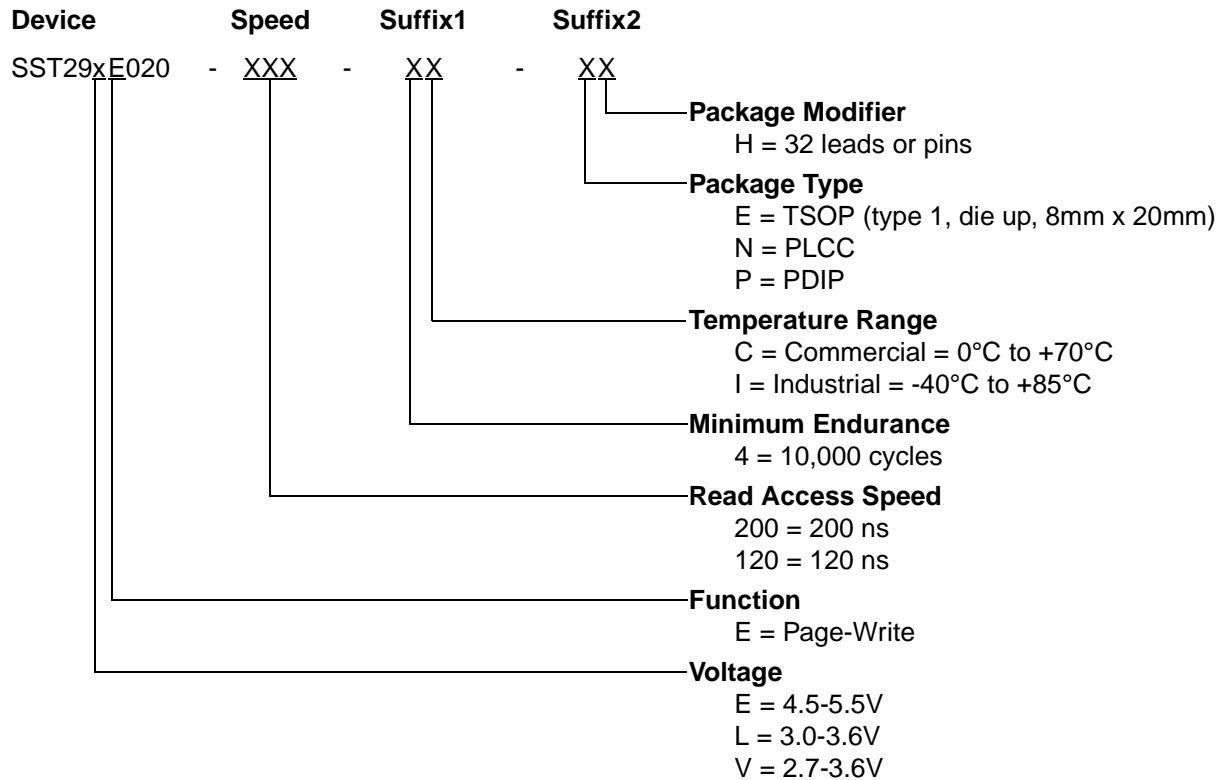 Device Speed Suffix1 Suffix2
SST29xE020 - XXX - XX - XX
Package Modifier
H = 32 leads or pins
Package Type
E = TSOP (type 1, die up, 8mm x 20mm)
N = PLCC
P = PDIP
Temperature Range
C = Commercial = 0°C to +70°C
I = Industrial = -40°C to +85°C
Minimum Endurance
4 = 10,000 cycles
Read Access Speed
200 = 200 ns
120 = 120 ns
Function
E = Page-Write
Voltage
E = 4.5-5.5V
L = 3.0-3.6V
V = 2.7-3.6V